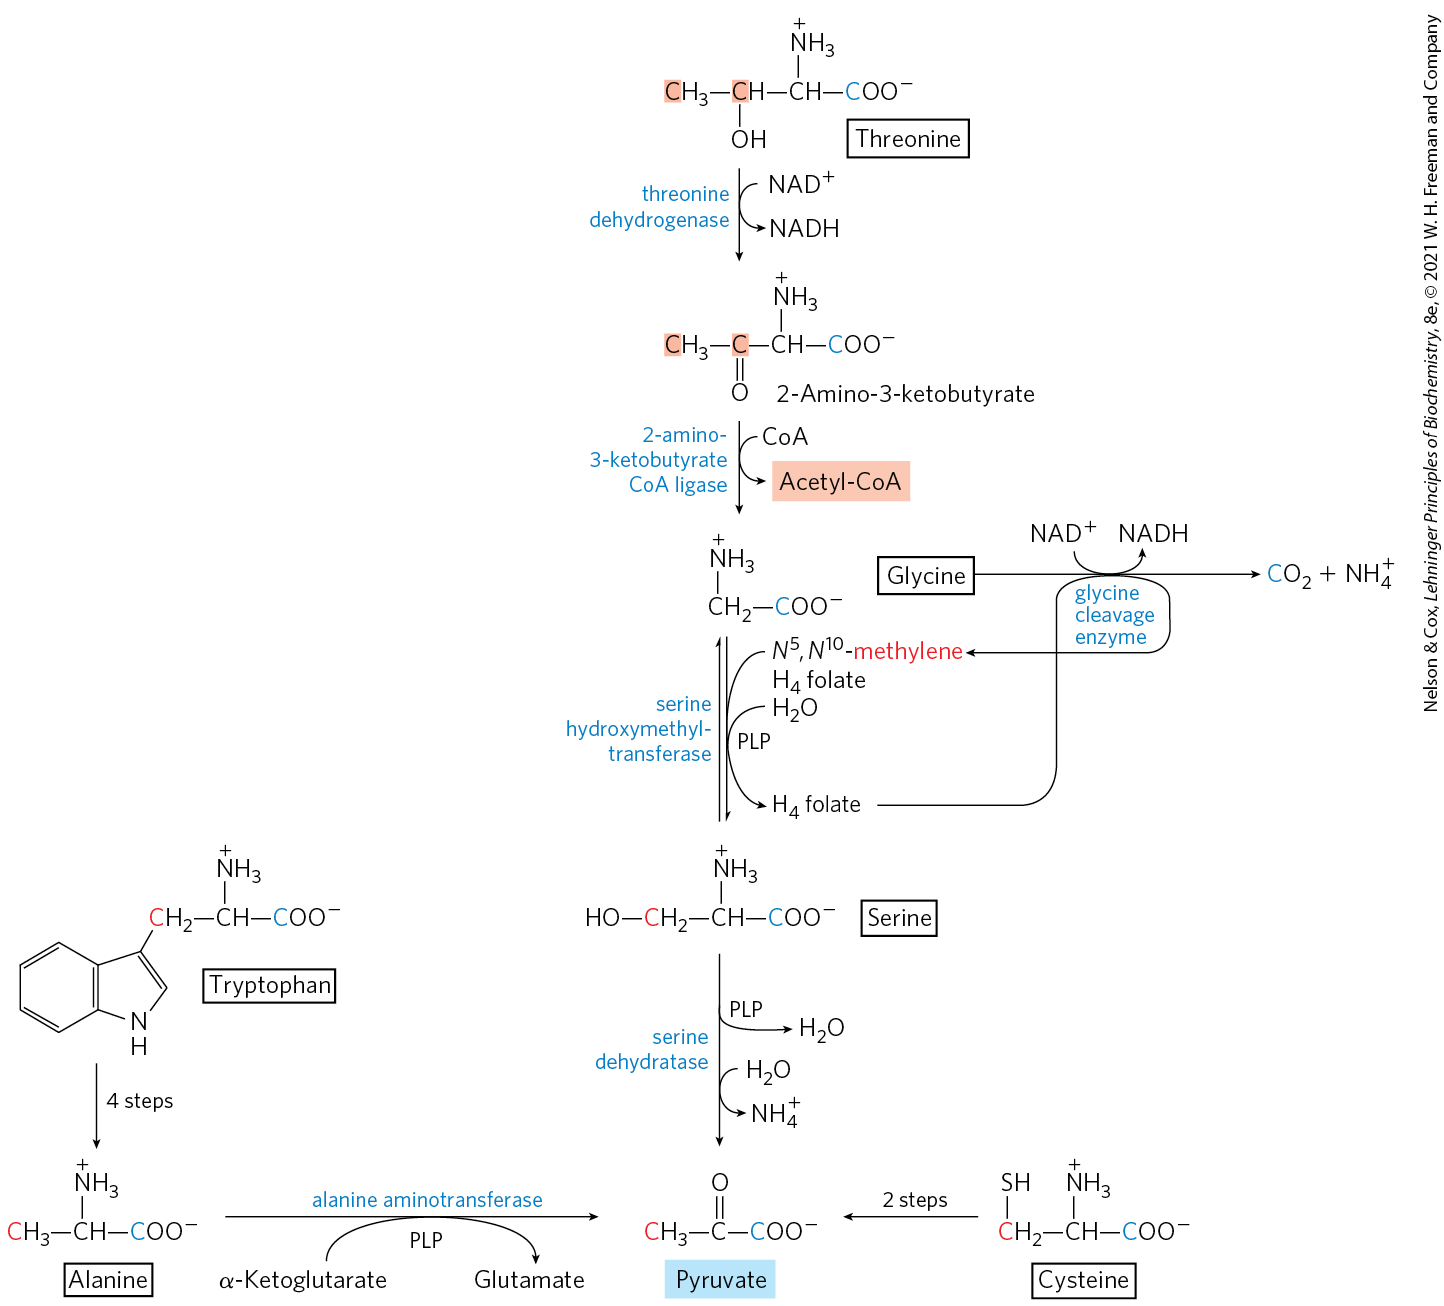 +
NH3
CH3—CH—CH—COO−
OH
Threonine
threonine
dehydrogenase
NAD+
NADH
+
NH3
CH3—C—CH—COO−
O
2-Amino-3-ketobutyrate
2-amino-
3-ketobutyrate
CoA ligase
CoA
Acetyl-CoA
+
NH3
CH2—COO−
Glycine
NAD+ NADH
glycine
cleavage
enzyme
CO2 + NH4+
N5, N10-methylene
H4 folate
H2O
serine
hydroxymethyl-
transferase
PLP
H4 folate
+
NH3
CH2—CH—COO−
N
H
Tryptophan
4 steps
+
NH3
HO—CH2—CH—COO−
Serine
PLP
H2O
serine
dehydratase
H2O
NH4+
+
NH3
CH3—CH—COO−
Alanine
alanine aminotransferase
PLP
α-Ketoglutarate
Glutamate
O
CH3—C—COO−
Pyruvate
2 steps
SH
+
NH3
CH2—CH—COO−
Cysteine
Nelson & Cox, Lehninger Principles of Biochemistry, 8e, © 2021 W. H. Freeman and Company